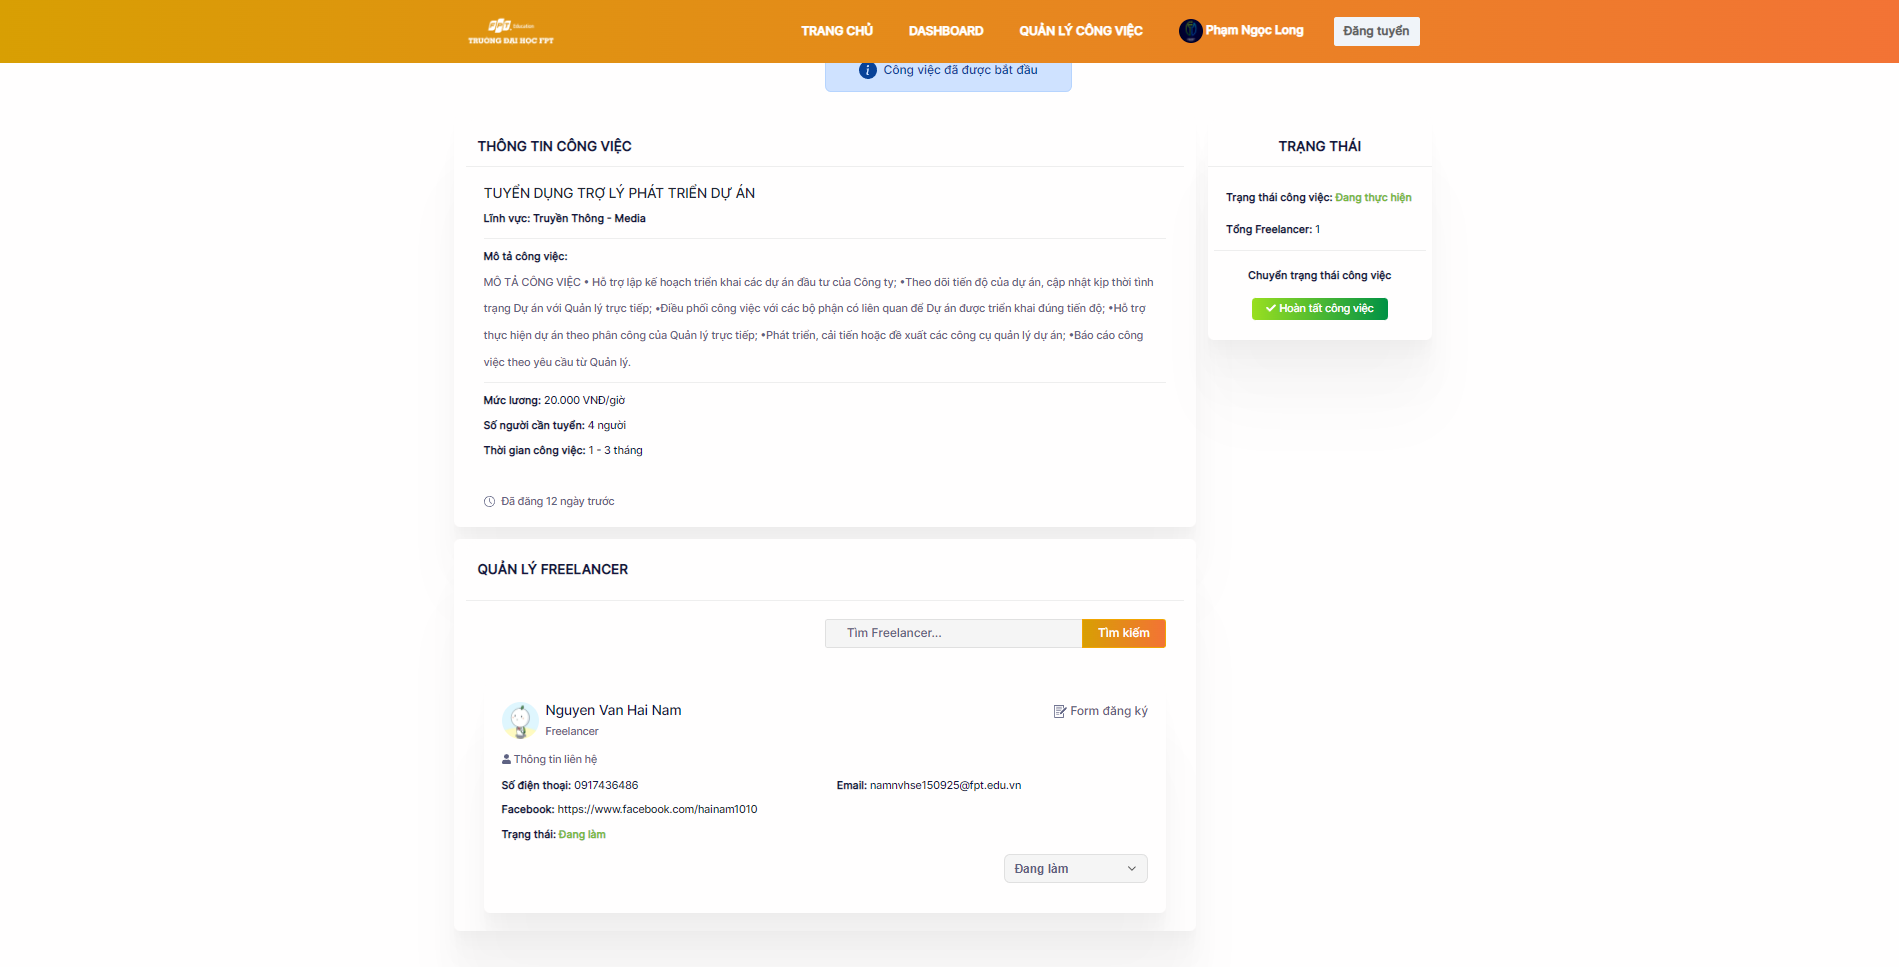 FPT Education
TRƯỜNG ĐẠI HỌC FPT
TRANG CHỦ
DASHBOARD
QUẢN LÝ CÔNG VIỆC
Phạm Ngọc Long
Đăng tuyển
Công việc đã được bắt đầu
THÔNG TIN CÔNG VIỆC
TUYỂN DỤNG TRỢ LÝ PHÁT TRIỂN DỰ ÁN
Lĩnh vực: Truyền Thông - Media
Mô tả công việc:
MÔ TẢ CÔNG VIỆC • Hỗ trợ lập kế hoạch triển khai các dự án đầu tư của Công ty; •Theo dõi tiến độ của dự án, cập nhật kịp thời tình
trạng Dự án với Quản lý trực tiếp; •Điều phối công việc với các bộ phận có liên quan để Dự án được triển khai đúng tiến độ; •Hỗ trợ
thực hiện dự án theo phân công của Quản lý trực tiếp; •Phát triển, cải tiến hoặc đề xuất các công cụ quản lý dự án; •Báo cáo công
việc theo yêu cầu từ Quản lý.
Mức lương: 20.000 VNĐ/giờ
Số người cần tuyển: 4 người
Thời gian công việc: 1 - 3 tháng
Đã đăng 12 ngày trước
TRẠNG THÁI
Trạng thái công việc: Đang thực hiện
Tổng Freelancer: 1
Chuyển trạng thái công việc
Hoàn tất công việc
QUẢN LÝ FREELANCER
Tìm Freelancer...
Tìm kiếm
Nguyen Van Hai Nam
Freelancer
Form đăng ký
Thông tin liên hệ
Số điện thoại: 0917436486
Email: namnvhse150925@fpt.edu.vn
Facebook: https://www.facebook.com/hainam1010
Trạng thái: Đang làm
Đang làm